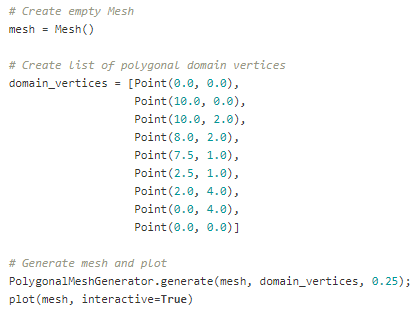 # Create empty Mesh
mesh = Mesh()

# Create list of polygonal domain vertices
domain_vertices = [Point(0.0, 0.0),
                   Point(10.0, 0.0),
                   Point(10.0, 2.0),
                   Point(8.0, 2.0),
                   Point(7.5, 1.0),
                   Point(2.5, 1.0),
                   Point(2.0, 4.0),
                   Point(0.0, 4.0),
                   Point(0.0, 0.0)]

# Generate mesh and plot
PolygonalMeshGenerator.generate(mesh, domain_vertices, 0.25);
plot(mesh, interactive=True)